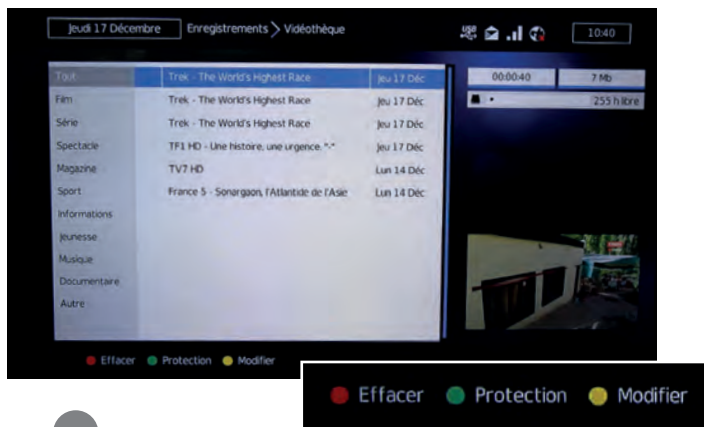 Jeudi 17 Décembre
Enregistrements > Vidéothèque
USB
10:40
Tout
Trek - The World's Highest Race
Jeu 17 Déc
Film
Trek - The World's Highest Race
Jeu 17 Déc
Série
Trek - The World's Highest Race
Jeu 17 Déc
Spectacle
TF1 HD - Une histoire, une urgence. *-*
Jeu 17 Déc
Magazine
TV7 HD
Lun 14 Déc
Sport
France 5 - Sonargaon, l'Atlantide de l'Asie
Lun 14 Déc
Informations
Jeunesse
Musique
Documentaire
Autre
00:00:40
7 Mb
255 h libre
Effacer
Protection
Modifier
Effacer
Protection
Modifier